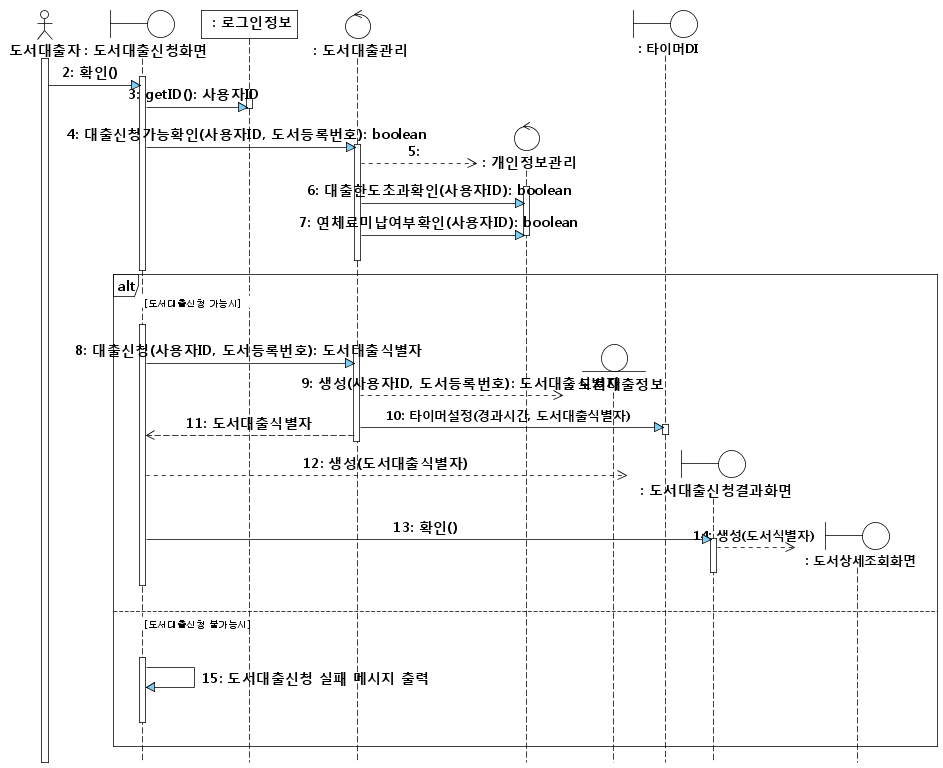 : 로그인정보
도서대출자
: 도서대출신청화면
: 도서대출관리
: 타이머DI
2: 확인()
3: getID(): 사용자ID
4: 대출신청가능확인(사용자ID, 도서등록번호): boolean
5:
: 개인정보관리
6: 대출한도초과확인(사용자ID): boolean
7: 연체료미납여부확인(사용자ID): boolean
alt
[도서대출신청 가능시]
8: 대출신청(사용자ID, 도서등록번호): 도서대출식별자
9: 생성(사용자ID, 도서등록번호): 도서대출식별자
: 도서대출정보
10: 타이머설정(경과시간, 도서대출식별자)
11: 도서대출식별자
12: 생성(도서대출식별자)
: 도서대출신청결과화면
13: 확인()
14: 생성(도서식별자)
: 도서상세조회화면
[도서대출신청 불가능시]
15: 도서대출신청 실패 메시지 출력